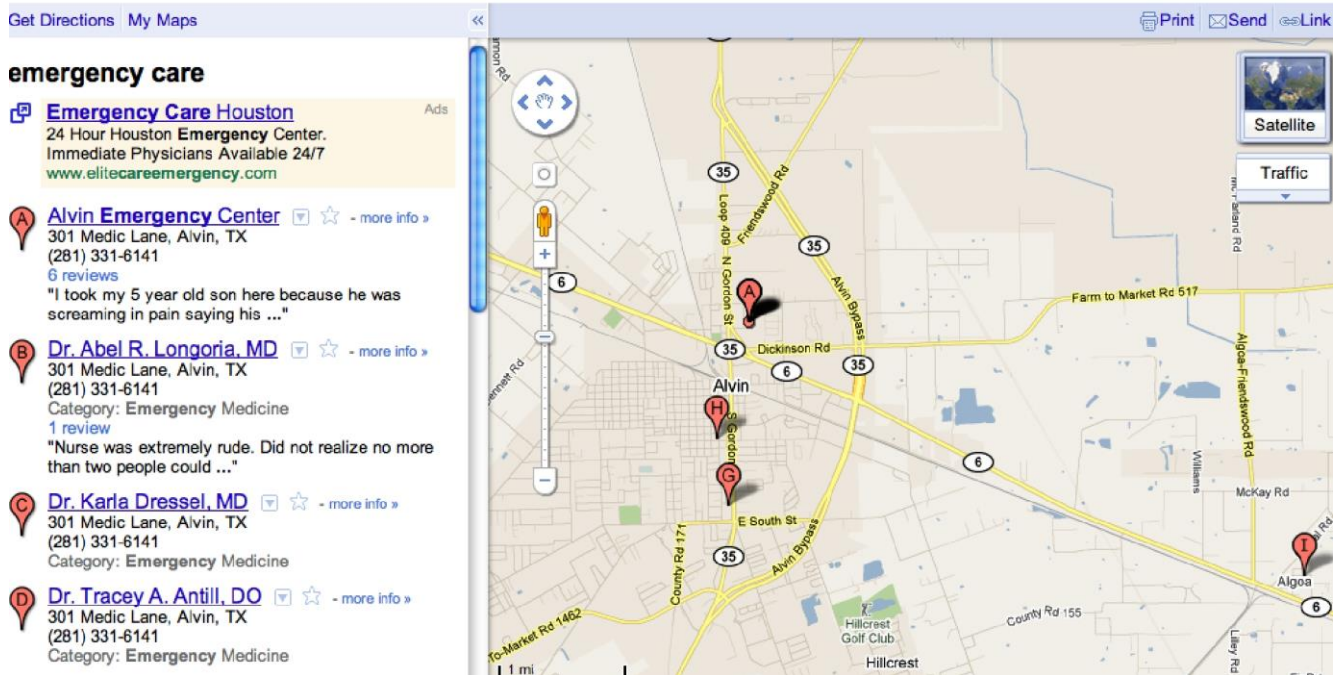 Get Directions My Maps «
Print Send Link
emergency care
Emergency Care Houston Ads
24 Hour Houston Emergency Center.
Immediate Physicians Available 24/7
www.elitecareemergency.com
A Alvin Emergency Center - more info »
301 Medic Lane, Alvin, TX
(281) 331-6141
6 reviews
"I took my 5 year old son here because he was
screaming in pain saying his ..."
B Dr. Abel R. Longoria, MD - more info »
301 Medic Lane, Alvin, TX
(281) 331-6141
Category: Emergency Medicine
1 review
"Nurse was extremely rude. Did not realize no more
than two people could ..."
C Dr. Karla Dressel, MD - more info »
301 Medic Lane, Alvin, TX
(281) 331-6141
Category: Emergency Medicine
D Dr. Tracey A. Antill, DO - more info »
301 Medic Lane, Alvin, TX
(281) 331-6141
Category: Emergency Medicine
Satellite
Traffic
35
Friendswood Rd
Loop 409
N Gordon St
35
Alvin Bypass
6
A
Farm to Market Rd 517
35
Dickinson Rd
6
35
Alvin
H
S Gordon
G
6
Algoa-Friendswood Rd
Williams
McKay Rd
E South St
County Rd 171
35
Alvin Bypass
I
Algoa
6
County Rd 155
Hillcrest
Golf Club
Hillcrest
Lilley Rd
To-Market Rd 1462
1 mi